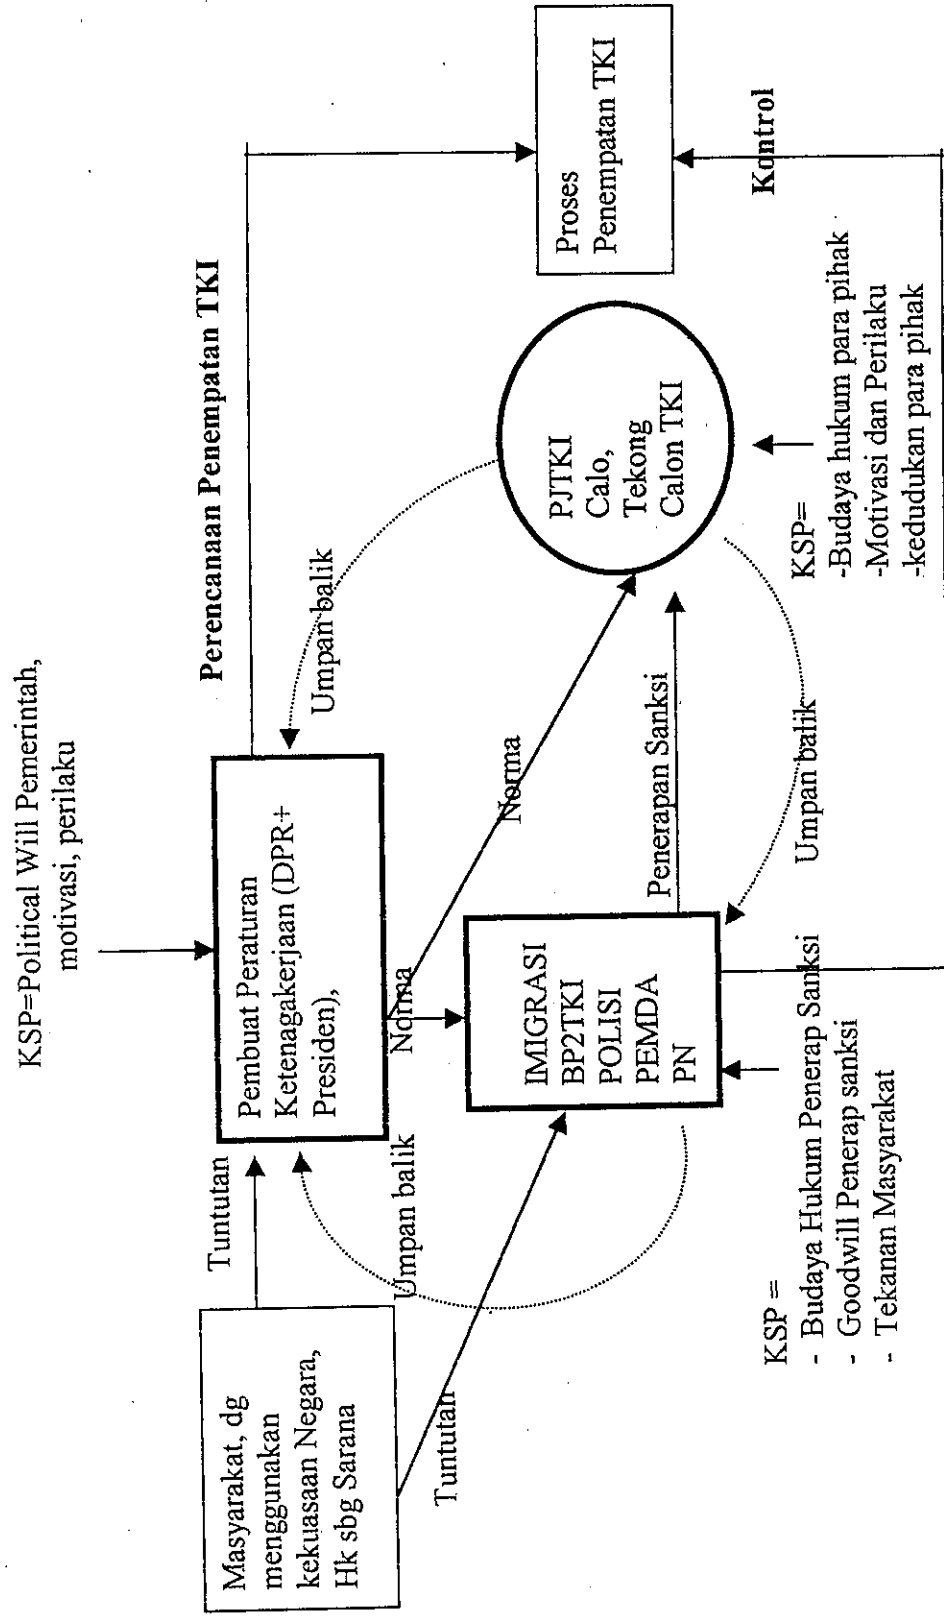 KSP=Political Will Pemerintah,
motivasi, perilaku
Perencanaan Penempatan TKI
Tuntutan
Masyarakat, dg
menggunakan
kekuasaan Negara,
Hk sbg Sarana
Pembuat Peraturan
Ketenagakerjaan (DPR+
Presiden),
Umpan balik
Umpan balik
Norma
Norma
Tuntutan
IMIGRASI
BP2TKI
POLISI
PEMDA
PN
Penerapan Sanksi
PJTKI
Calo,
Tekong
Calon TKI
Proses
Penempatan TKI
Umpan balik
Kontrol
KSP =
- Budaya Hukum Penerap Sanksi
- Goodwill Penerap sanksi
- Tekanan Masyarakat
KSP=
-Budaya hukum para pihak
-Motivasi dan Perilaku
-kedudukan para pihak